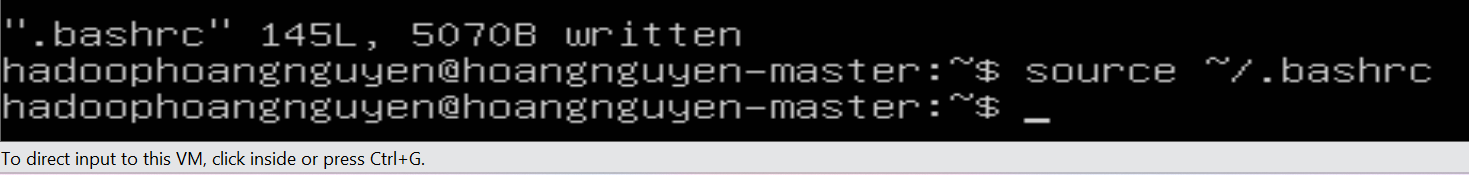 ".bashrc" 145L, 5070B written
hadoophoangnguyen@hoangnguyen-master:~$ source ~/.bashrc
hadoophoangnguyen@hoangnguyen-master:~$ _
To direct input to this VM, click inside or press Ctrl+G.